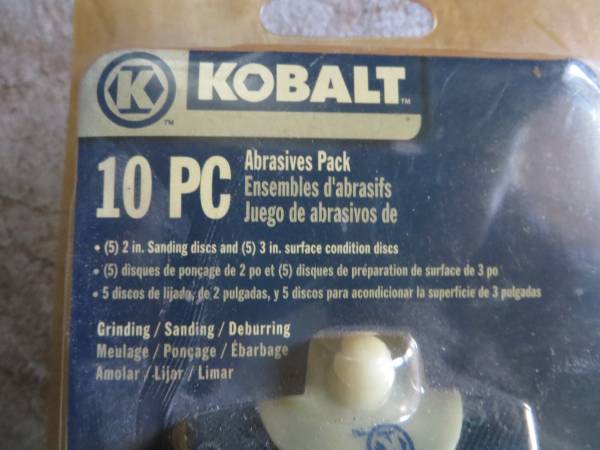 K KOBALT™
™
10 PC
Abrasives Pack
Ensembles d'abrasifs
Juego de abrasivos de
• (5) 2 in. Sanding discs and (5) 3 in. surface condition discs
• (5) disques de ponçage de 2 po et (5) disques de préparation de surface de 3 po
• 5 discos de lijado, de 2 pulgadas, y 5 discos para acondicionar la superficie de 3 pulgadas
Grinding / Sanding / Deburring
Meulage / Ponçage / Ébarbage
Amolar / Lijar / Limar